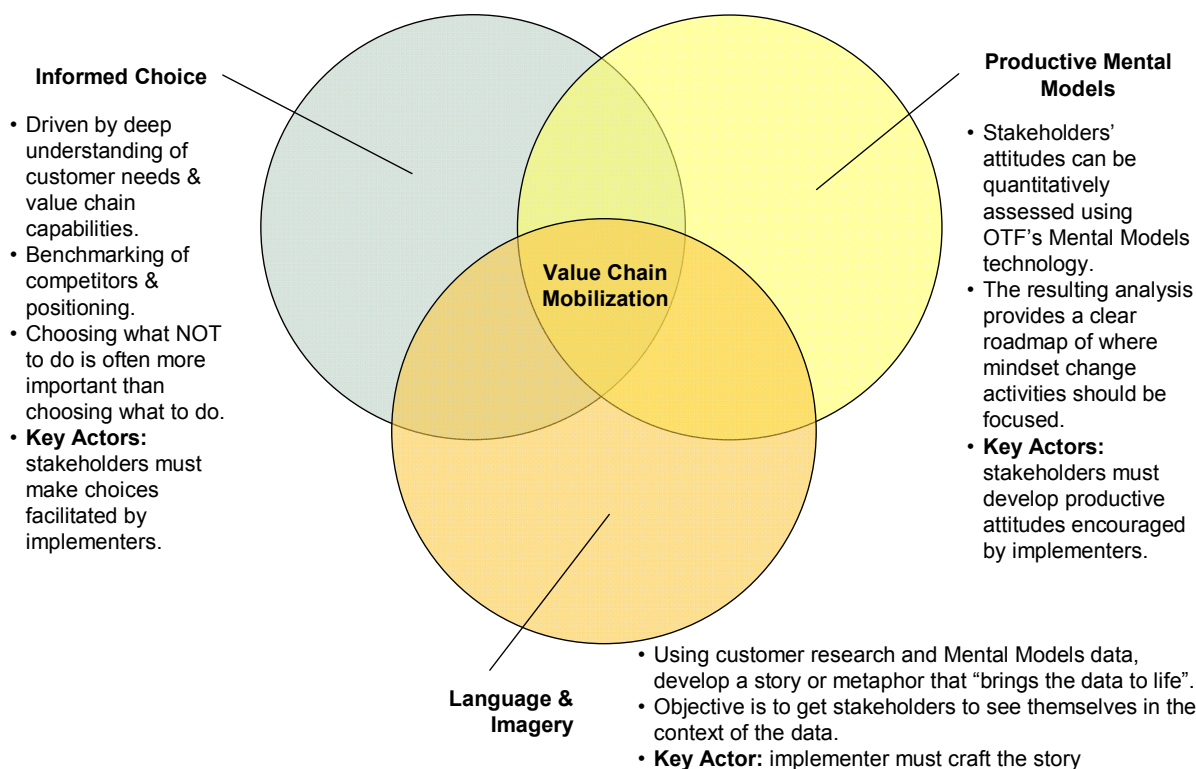 Informed Choice
• Driven by deep
understanding of
customer needs &
value chain
capabilities.
• Benchmarking of
competitors &
positioning.
• Choosing what NOT
to do is often more
important than
choosing what to do.
• Key Actors:
stakeholders must
make choices
facilitated by
implementers.
Productive Mental
Models
• Stakeholders’
attitudes can be
quantitatively
assessed using
OTF’s Mental Models
technology.
• The resulting analysis
provides a clear
roadmap of where
mindset change
activities should be
focused.
• Key Actors:
stakeholders must
develop productive
attitudes encouraged
by implementers.
Value Chain
Mobilization
Language &
Imagery
• Using customer research and Mental Models data,
develop a story or metaphor that “brings the data to life”.
• Objective is to get stakeholders to see themselves in the
context of the data.
• Key Actor: implementer must craft the story